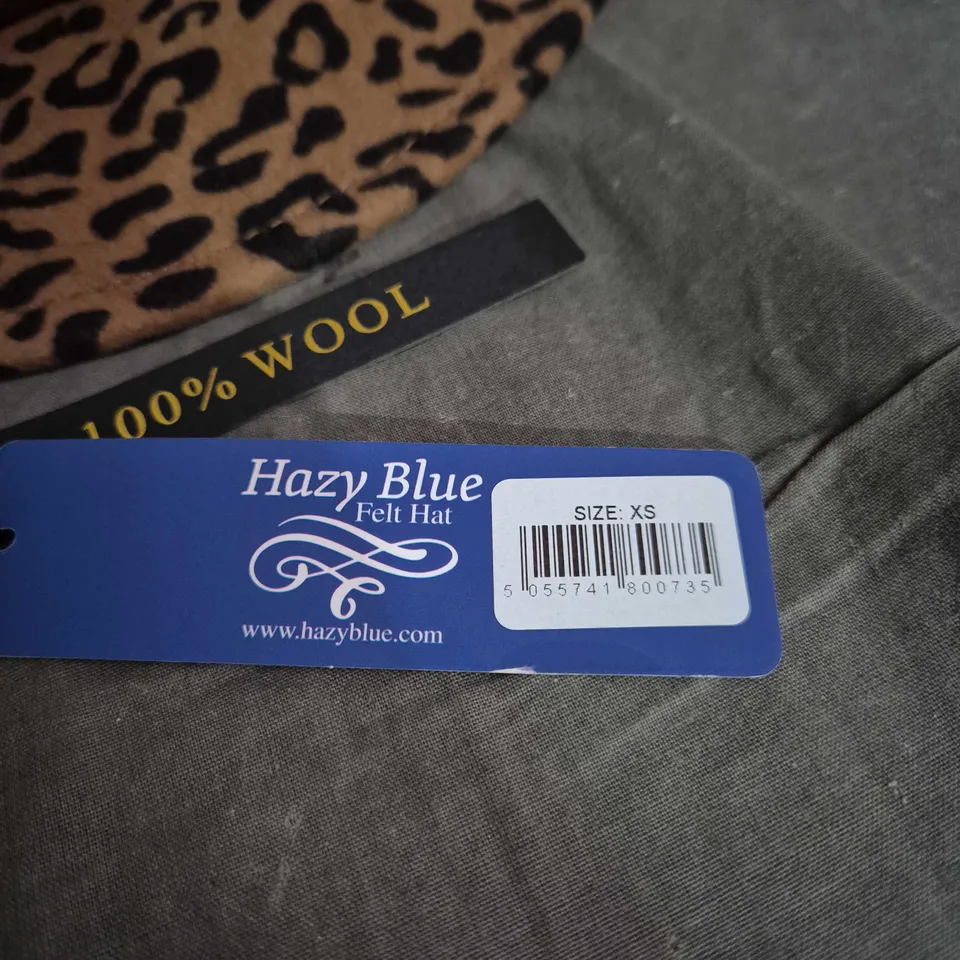 100% WOOL
Hazy Blue
Felt Hat
www.hazyblue.com
SIZE: XS
5 055741 800735